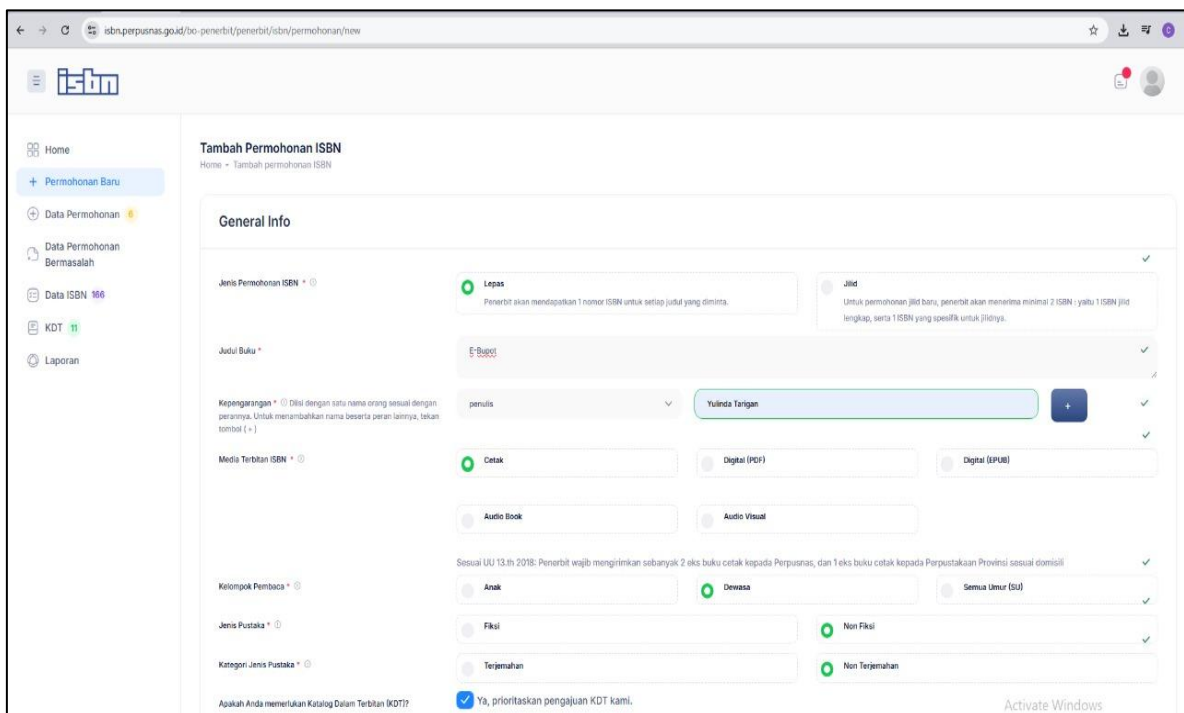 isbn.perpusnas.go.id/bo-penerbit/penerbit/isbn/permohonan/new
C
isbn
Home
+ Permohonan Baru
Data Permohonan 6
Data Permohonan
Bermasalah
Data ISBN 166
KDT 11
Laporan
Tambah Permohonan ISBN
Home - Tambah permohonan ISBN
General Info
Jenis Permohonan ISBN *
Lepas
Penerbit akan mendapatkan 1 nomor ISBN untuk setiap judul yang diminta.
Jilid
Untuk permohonan jilid baru, penerbit akan menerima minimal 2 ISBN : yaitu 1 ISBN jilid
lengkap, serta 1 ISBN yang spesifik untuk jilidnya.
Judul Buku *
E-Bupot
Kepengarangan * Diisi dengan satu nama orang sesuai dengan
perannya. Untuk menambahkan nama beserta peran lainnya, tekan
tombol ( + )
penulis
Yulinda Tarigan
+
Media Terbitan ISBN *
Cetak
Digital (PDF)
Digital (EPUB)
Audio Book
Audio Visual
Sesuai UU 13.th 2018: Penerbit wajib mengirimkan sebanyak 2 eks buku cetak kepada Perpusnas, dan 1 eks buku cetak kepada Perpustakaan Provinsi sesuai domisili
Kelompok Pembaca *
Anak
Dewasa
Semua Umur (SU)
Jenis Pustaka *
Fiksi
Non Fiksi
Kategori Jenis Pustaka *
Terjemahan
Non Terjemahan
Apakah Anda memerlukan Katalog Dalam Terbitan (KDT)?
Ya, prioritaskan pengajuan KDT kami.
Activate Windows